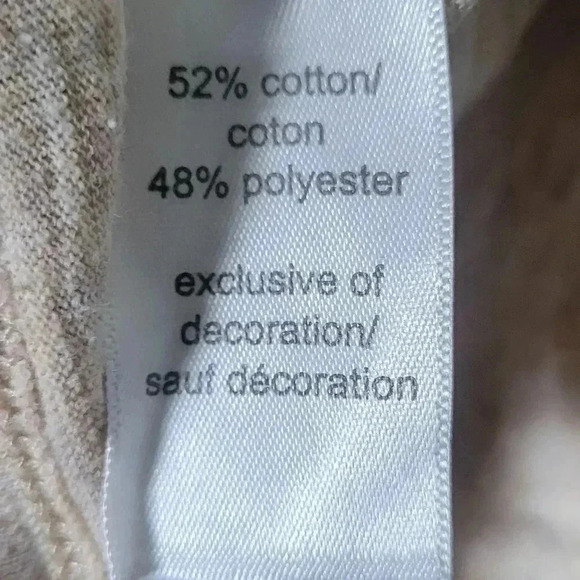 52% cotton/
coton
48% polyester
exclusive of
decoration/
sauf décoration